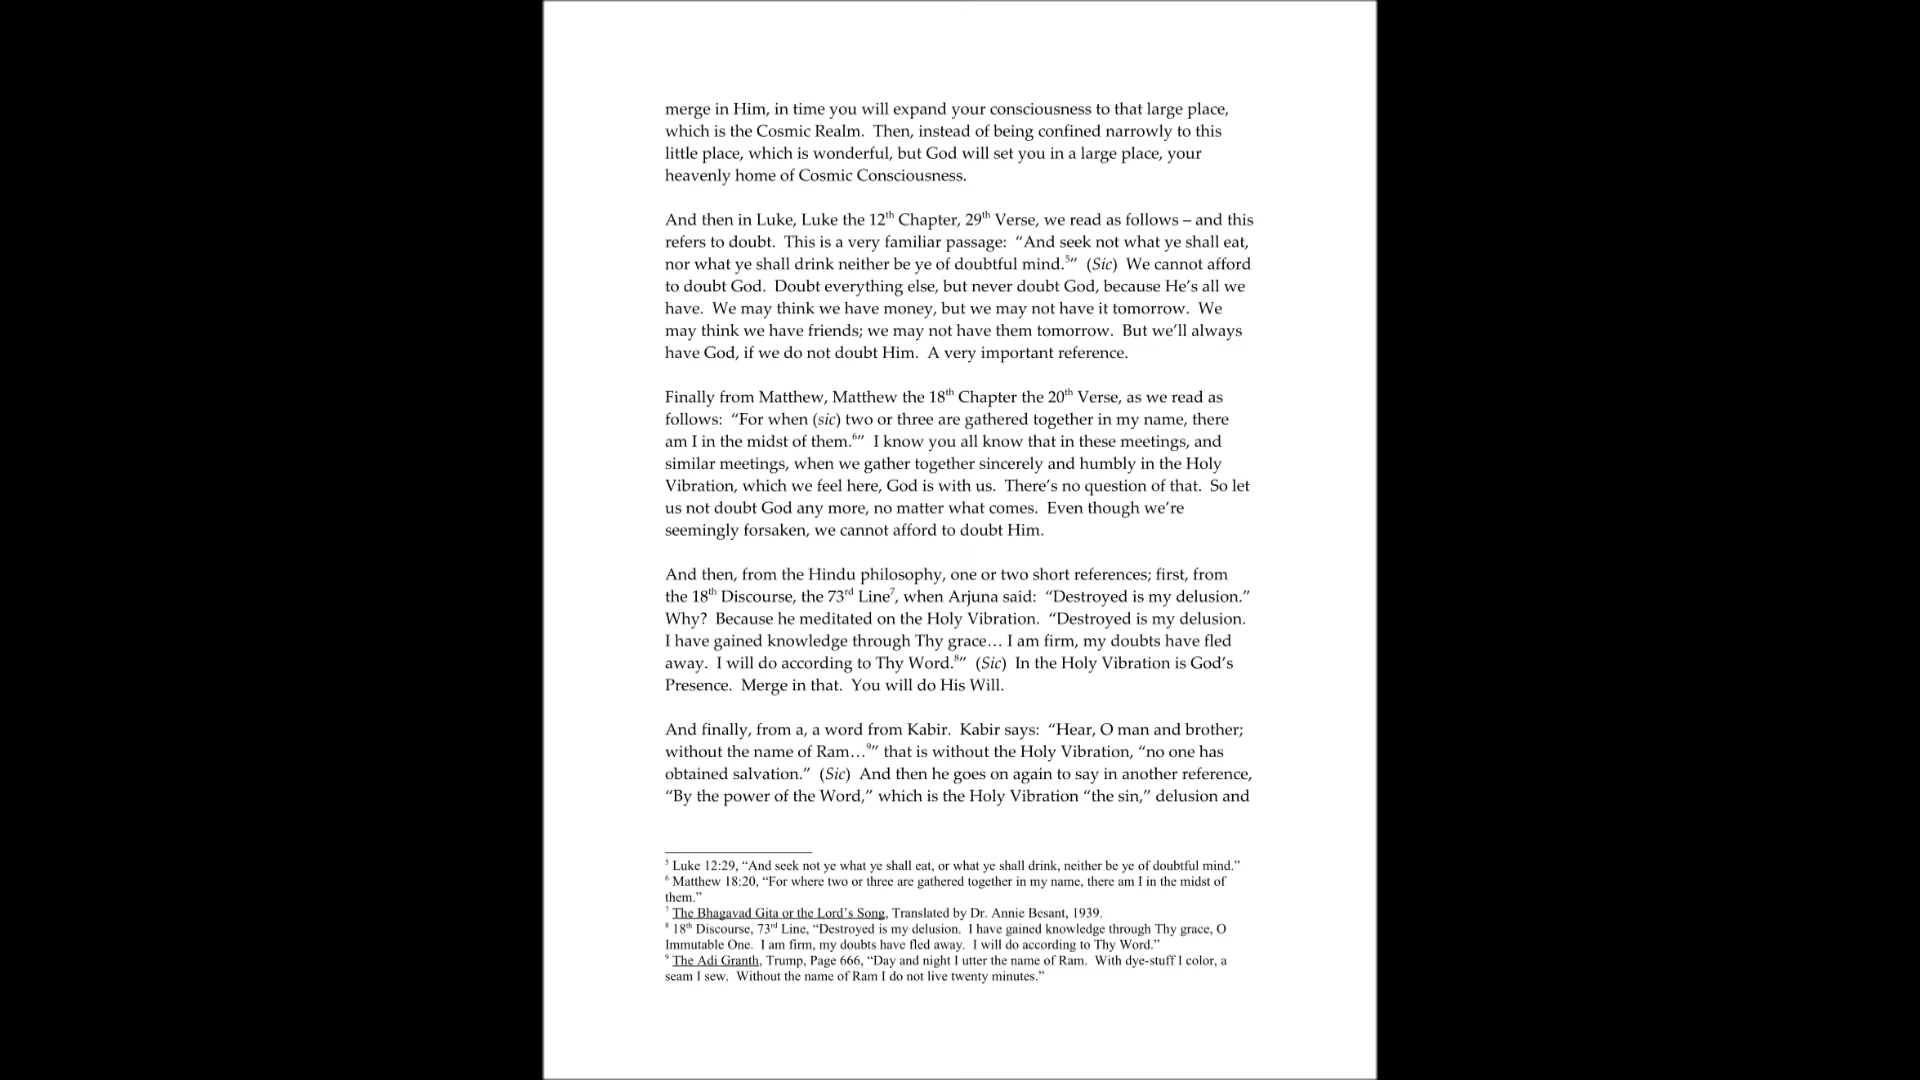 merge in Him, in time you will expand your consciousness to that large place,
which is the Cosmic Realm.  Then, instead of being confined narrowly to this
little place, which is wonderful, but God will set you in a large place, your
heavenly home of Cosmic Consciousness.
And then in Luke, Luke the 12th Chapter, 29th Verse, we read as follows – and this
refers to doubt.  This is a very familiar passage:  “And seek not what ye shall eat,
nor what ye shall drink neither be ye of doubtful mind.5”  (Sic)  We cannot afford
to doubt God.  Doubt everything else, but never doubt God, because He’s all we
have.  We may think we have money, but we may not have it tomorrow.  We
may think we have friends; we may not have them tomorrow.  But we’ll always
have God, if we do not doubt Him.  A very important reference.
Finally from Matthew, Matthew the 18th Chapter the 20th Verse, as we read as
follows:  “For when (sic) two or three are gathered together in my name, there
am I in the midst of them.6”  I know you all know that in these meetings, and
similar meetings, when we gather together sincerely and humbly in the Holy
Vibration, which we feel here, God is with us.  There’s no question of that.  So let
us not doubt God any more, no matter what comes.  Even though we’re
seemingly forsaken, we cannot afford to doubt Him.
And then, from the Hindu philosophy, one or two short references; first, from
the 18th Discourse, the 73rd Line7, when Arjuna said:  “Destroyed is my delusion.”
Why?  Because he meditated on the Holy Vibration.  “Destroyed is my delusion.
I have gained knowledge through Thy grace… I am firm, my doubts have fled
away.  I will do according to Thy Word.8”  (Sic)  In the Holy Vibration is God’s
Presence.  Merge in that.  You will do His Will.
And finally, from a, a word from Kabir.  Kabir says:  “Hear, O man and brother;
without the name of Ram…9” that is without the Holy Vibration, “no one has
obtained salvation.”  (Sic)  And then he goes on again to say in another reference,
“By the power of the Word,” which is the Holy Vibration “the sin,” delusion and
5 Luke 12:29, “And seek not ye what ye shall eat, or what ye shall drink, neither be ye of doubtful mind.”
6 Matthew 18:20, “For where two or three are gathered together in my name, there am I in the midst of
them.”
7 The Bhagavad Gita or the Lord’s Song, Translated by Dr. Annie Besant, 1939.
8 18th Discourse, 73rd Line, “Destroyed is my delusion.  I have gained knowledge through Thy grace, O
Immutable One.  I am firm, my doubts have fled away.  I will do according to Thy Word.”
9 The Adi Granth, Trump, Page 666, “Day and night I utter the name of Ram.  With dye-stuff I color, a
seam I sew.  Without the name of Ram I do not live twenty minutes.”